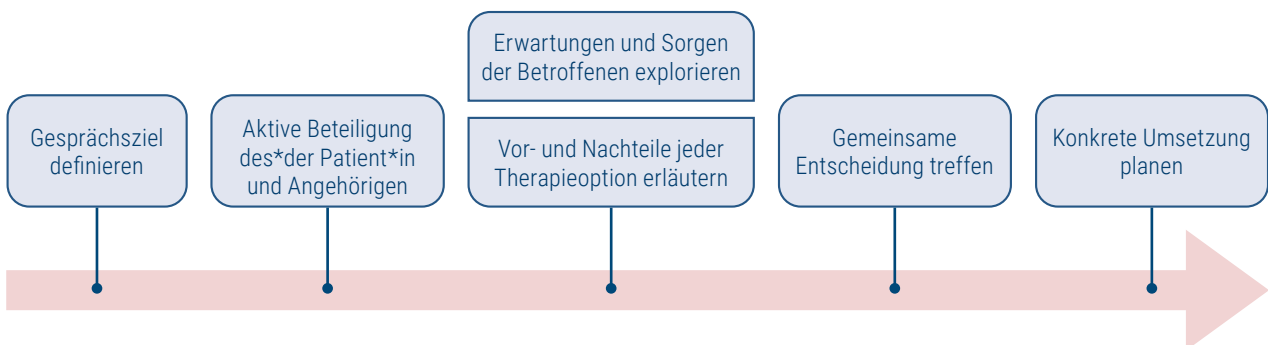 Gesprächsziel
definieren
Aktive Beteiligung
des*der Patient*in
und Angehörigen
Erwartungen und Sorgen
der Betroffenen explorieren
Vor- und Nachteile jeder
Therapieoption erläutern
Gemeinsame
Entscheidung treffen
Konkrete Umsetzung
planen